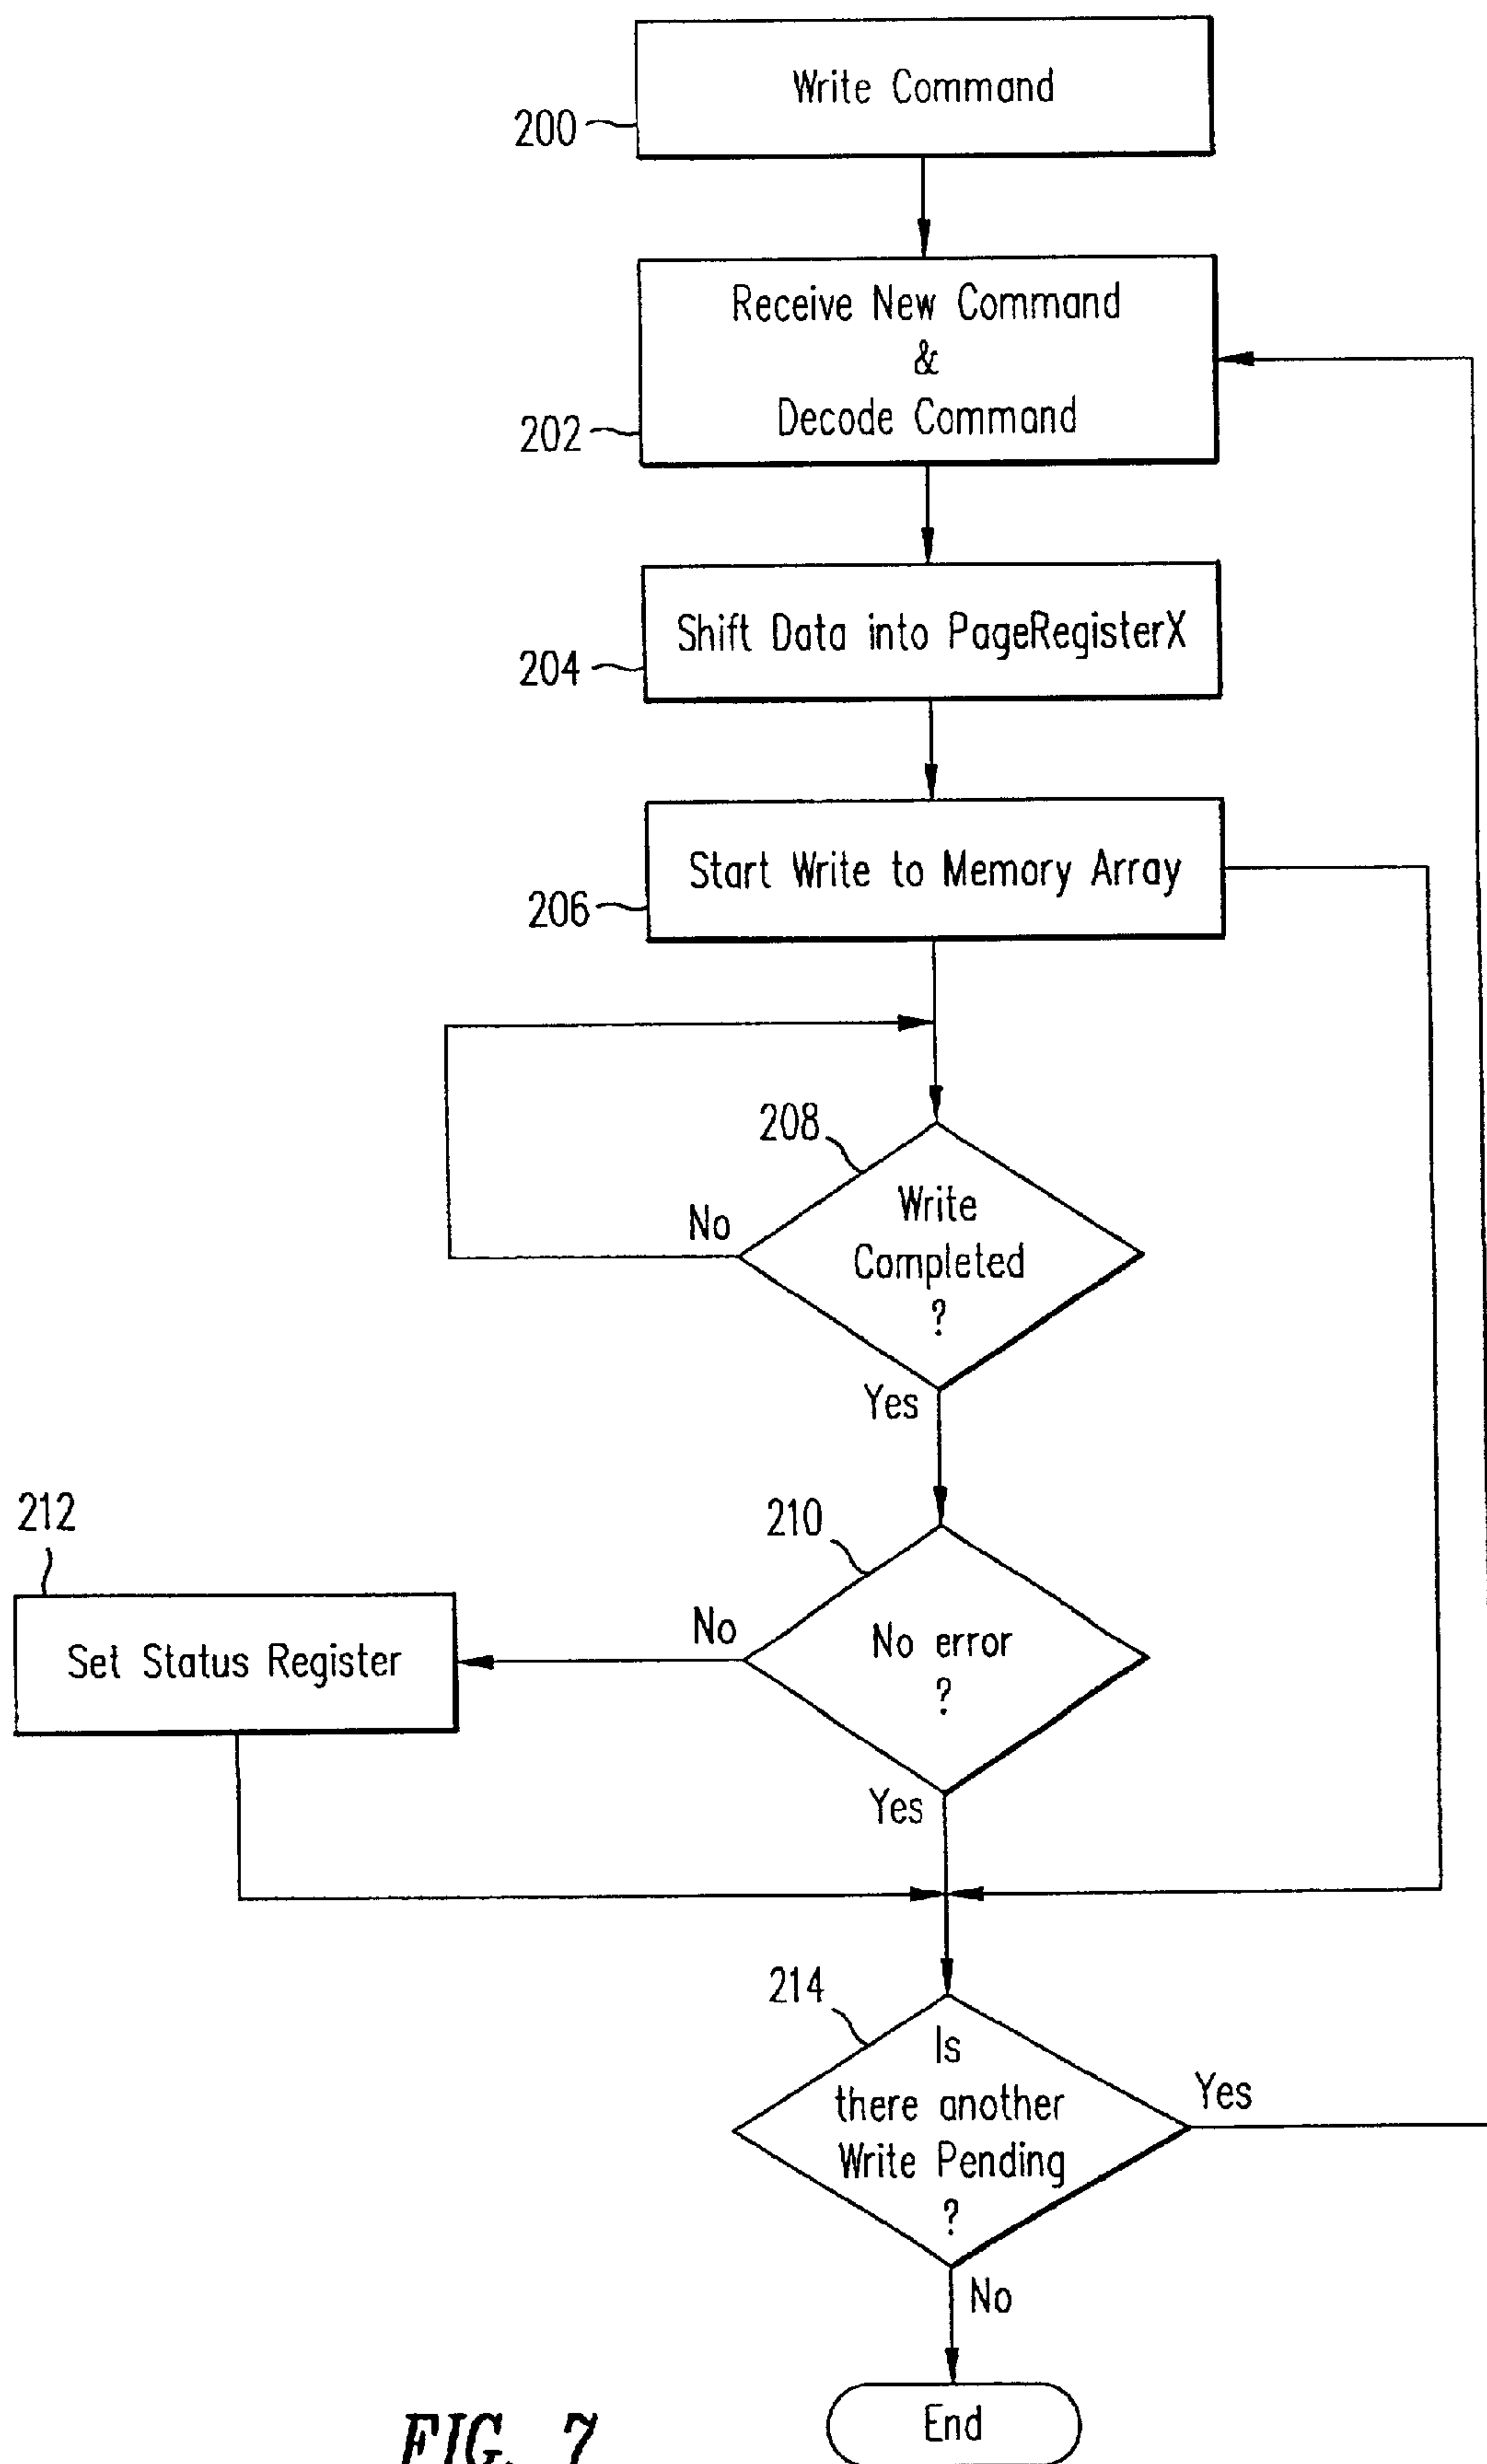 Write Command
200
Receive New Command
&
Decode Command
202
Shift Data into PageRegisterX
204
Start Write to Memory Array
206
208
Write
Completed
?
No
Yes
210
212
No error
?
No
Set Status Register
Yes
214
Is
there another
Write Pending
?
Yes
No
End
FIG. 7